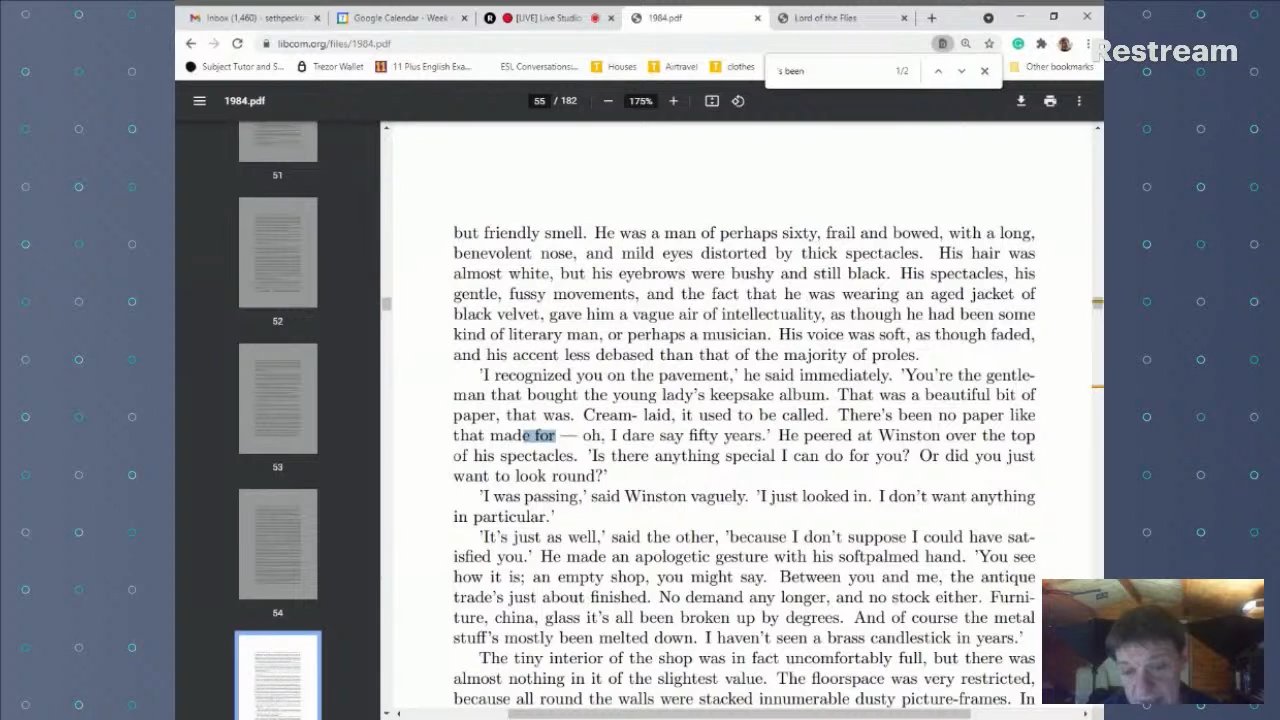 Inbox (1,460) - sethpeckh
Google Calendar - Week
[LIVE] Live Studio
1984.pdf
Lord of the Flies
libcom.org/files/1984.pdf
Restream
Subject Tutor and S...
Trezor Wallet
11 Plus English Exa...
ESL Conversations:...
Houses
Airtravel
clothes
's been
1/2
Other bookmarks
1984.pdf
55 / 182
175%
51
52
53
54
but friendly smell. He was a man of perhaps sixty, frail and bowed, with a long,
benevolent nose, and mild eyes distorted by thick spectacles. His hair was
almost white, but his eyebrows were bushy and still black. His spectacles, his
gentle, fussy movements, and the fact that he was wearing an aged jacket of
black velvet, gave him a vague air of intellectuality, as though he had been some
kind of literary man, or perhaps a musician. His voice was soft, as though faded,
and his accent less debased than that of the majority of proles.
'I recognized you on the pavement,' he said immediately. 'You're the gentle-
man that bought the young lady's keepsake album. That was a beautiful bit of
paper, that was. Cream- laid, it used to be called. There's been no paper like
that made for — oh, I dare say fifty years.' He peered at Winston over the top
of his spectacles. 'Is there anything special I can do for you? Or did you just
want to look round?'
'I was passing,' said Winston vaguely. 'I just looked in. I don't want anything
in particular.'
'It's just as well,' said the other, 'because I don't suppose I could have sat-
isfied you.' He made an apologetic gesture with his softpalmed hand. 'You see
how it is; an empty shop, you might say. Between you and me, the antique
trade's just about finished. No demand any longer, and no stock either. Furni-
ture, china, glass it's all been broken up by degrees. And of course the metal
stuff's mostly been melted down. I haven't seen a brass candlestick in years.'
The tiny interior of the shop was in fact uncomfortably full, but there was
almost nothing in it of the slightest value. The floorspace was very restricted,
because all round the walls were stacked innumerable dusty picture-frames. In